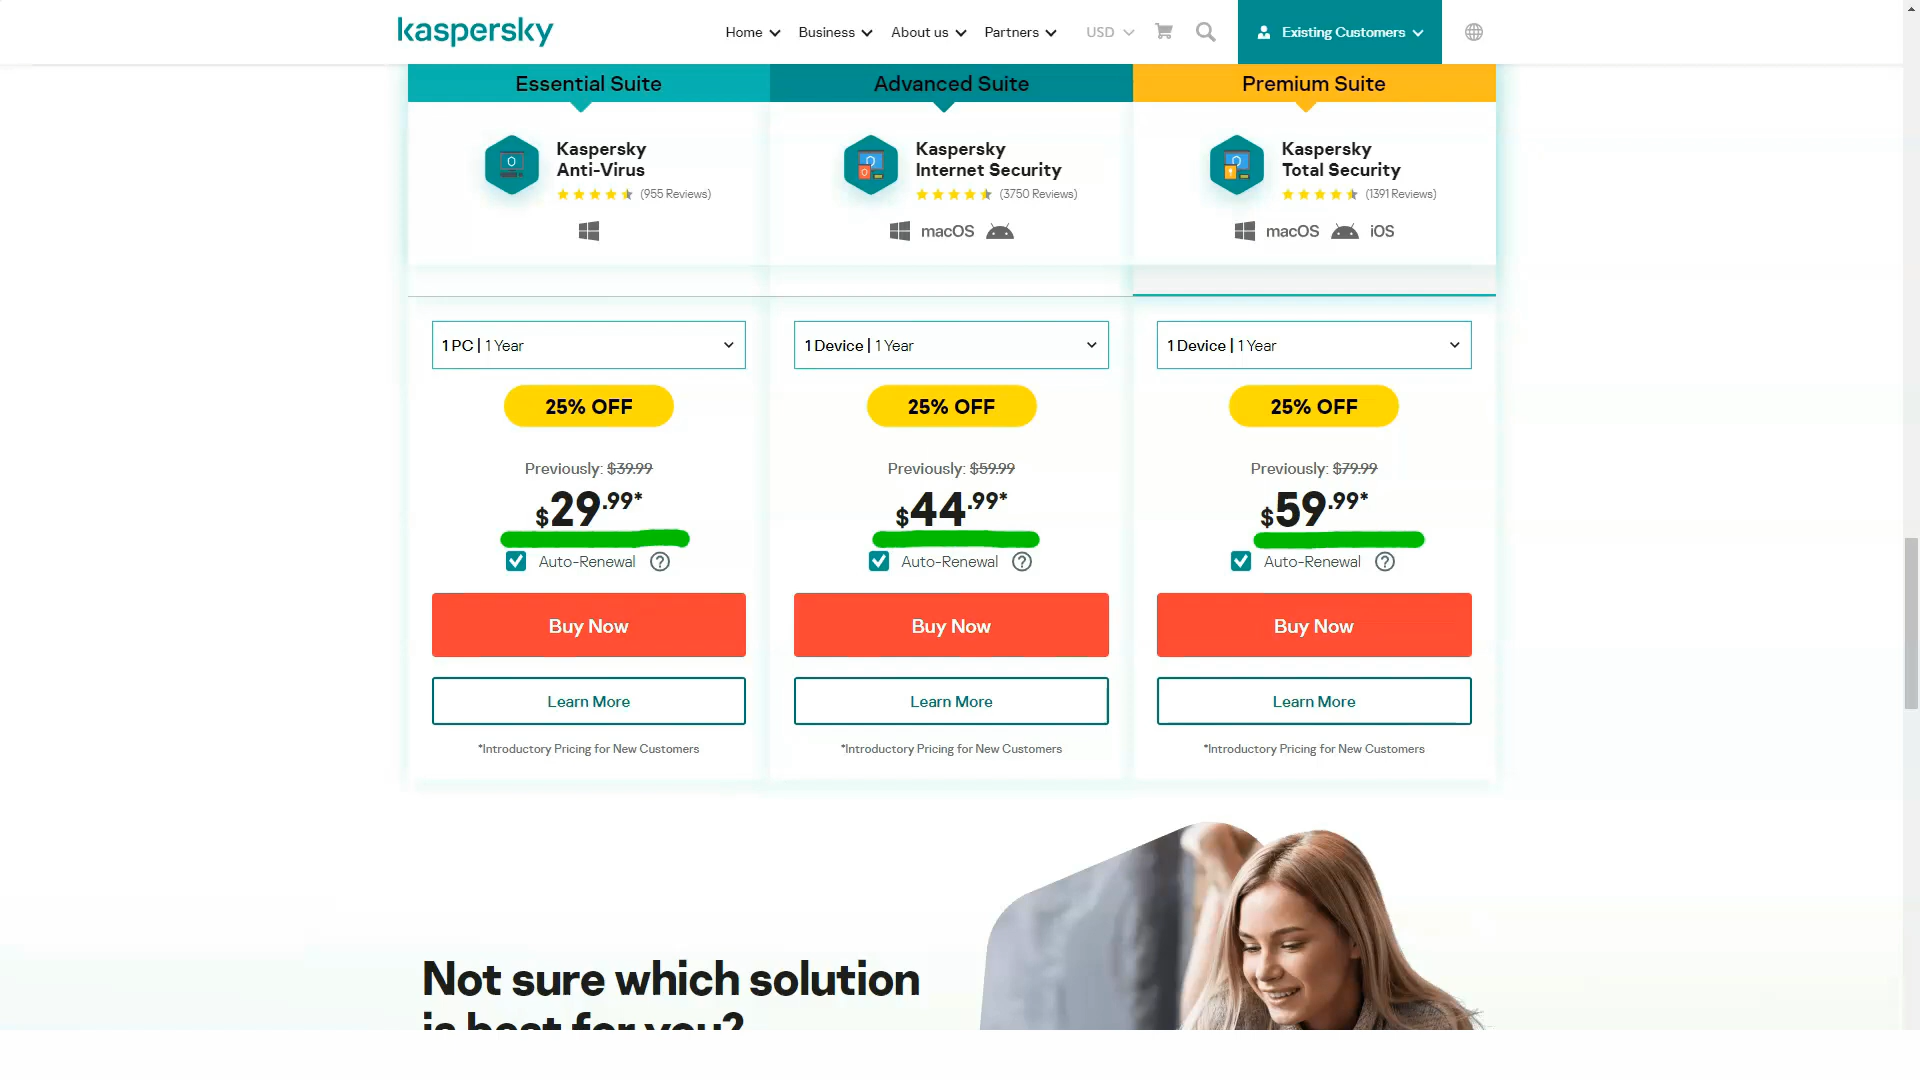 kaspersky
Home Business About us Partners USD Existing Customers
Essential Suite
Kaspersky
Anti-Virus
(955 Reviews)
1 PC | 1 Year
25% OFF
Previously: $39.99
$29.99*
Auto-Renewal ?
Buy Now
Learn More
*Introductory Pricing for New Customers
Advanced Suite
Kaspersky
Internet Security
(3750 Reviews)
macOS
1 Device | 1 Year
25% OFF
Previously: $59.99
$44.99*
Auto-Renewal ?
Buy Now
Learn More
*Introductory Pricing for New Customers
Premium Suite
Kaspersky
Total Security
(1391 Reviews)
macOS iOS
1 Device | 1 Year
25% OFF
Previously: $79.99
$59.99*
Auto-Renewal ?
Buy Now
Learn More
*Introductory Pricing for New Customers
Not sure which solution
is best for you?